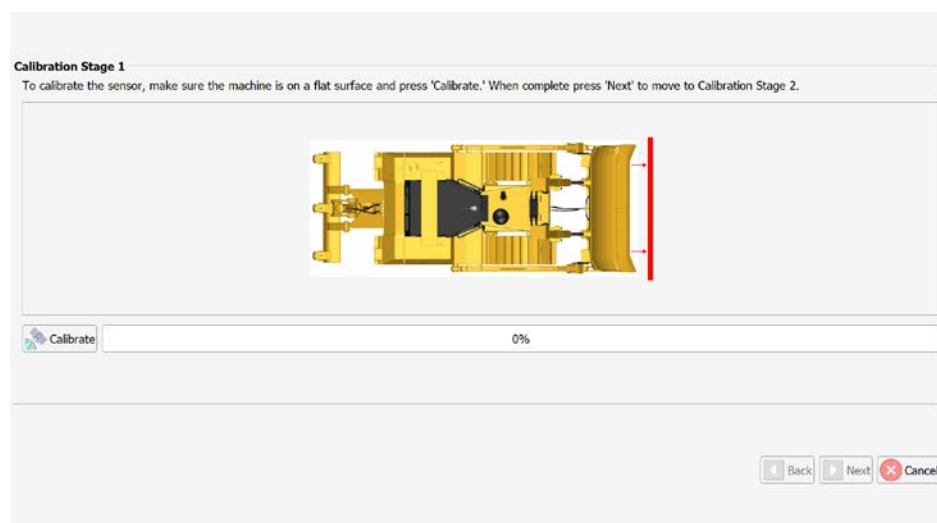 Calibration Stage 1
To calibrate the sensor, make sure the machine is on a flat surface and press 'Calibrate.' When complete press 'Next' to move to Calibration Stage 2.
Calibrate 0%
Back Next Cancel